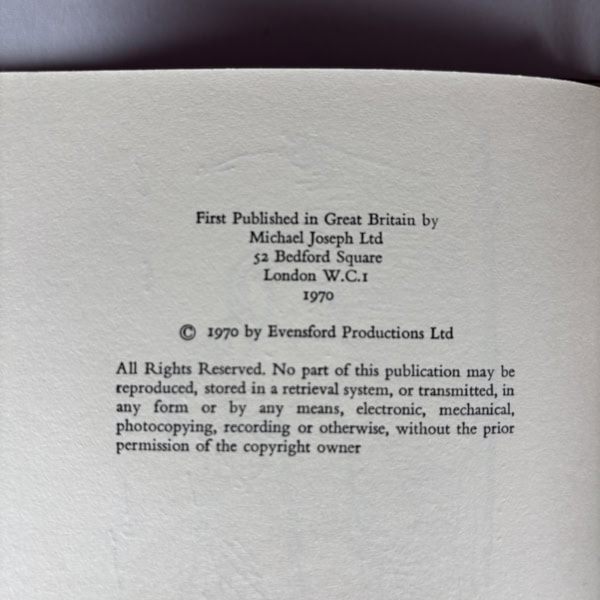 First Published in Great Britain by
Michael Joseph Ltd
52 Bedford Square
London W.C.1
1970
© 1970 by Evensford Productions Ltd
All Rights Reserved. No part of this publication may be
reproduced, stored in a retrieval system, or transmitted, in
any form or by any means, electronic, mechanical,
photocopying, recording or otherwise, without the prior
permission of the copyright owner